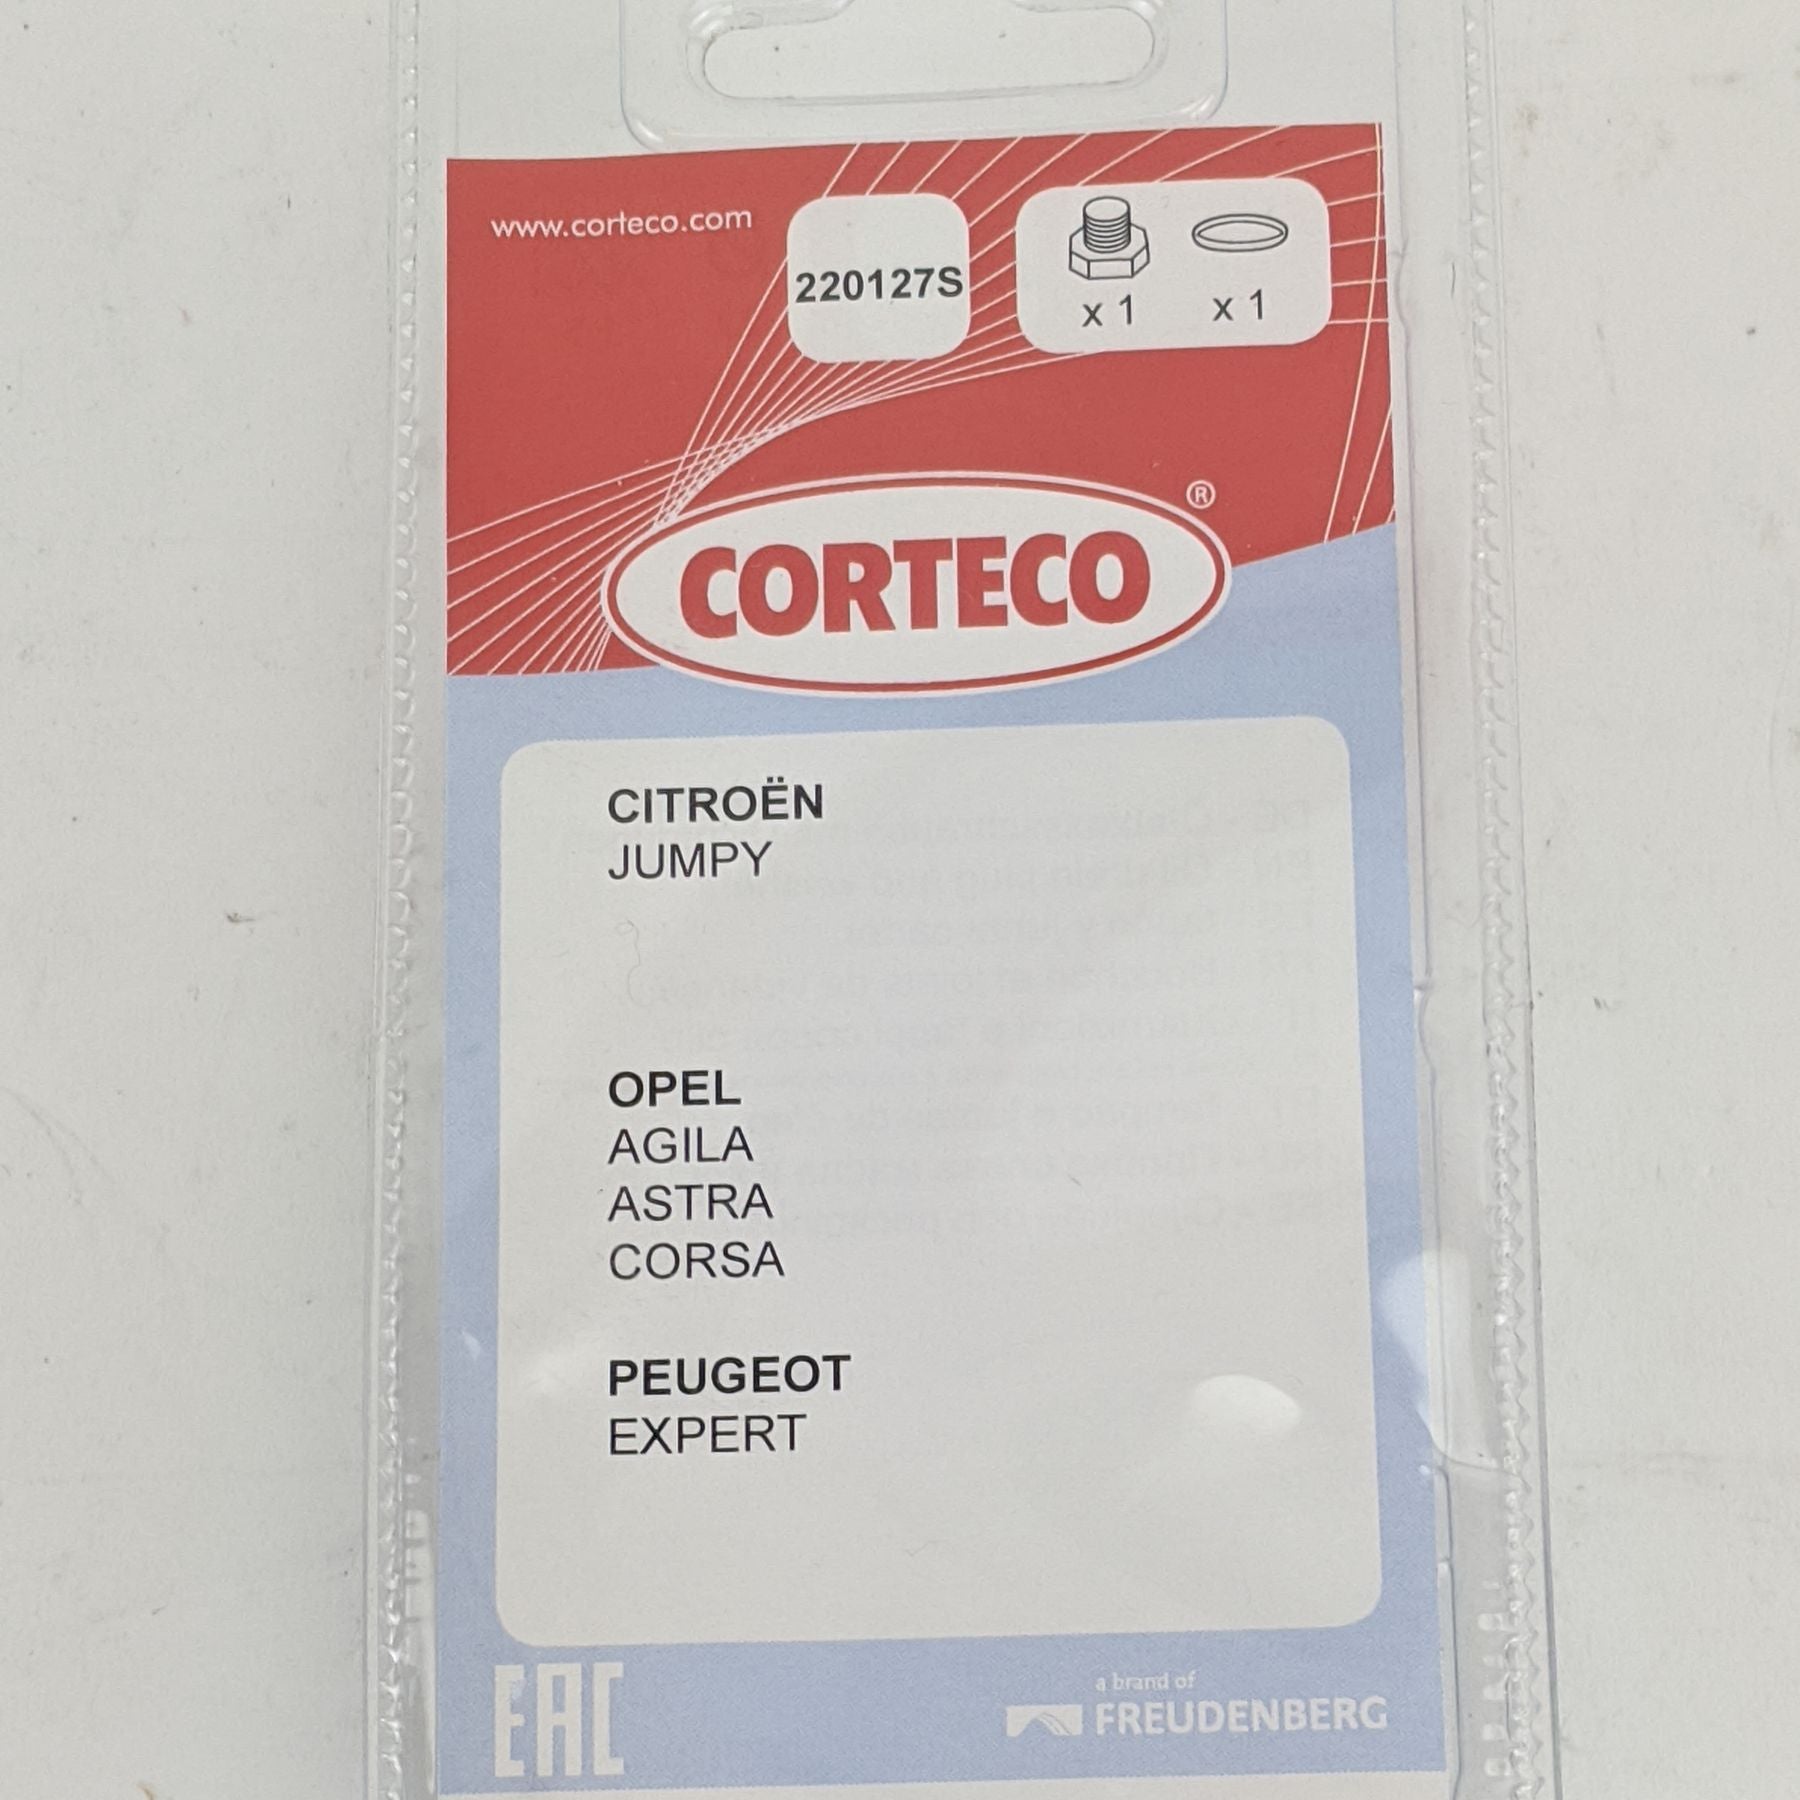 www.corteco.com
220127S
x 1 x 1
CORTECO®
CITROËN
JUMPY
OPEL
AGILA
ASTRA
CORSA
PEUGEOT
EXPERT
EAC
a brand of
FREUDENBERG